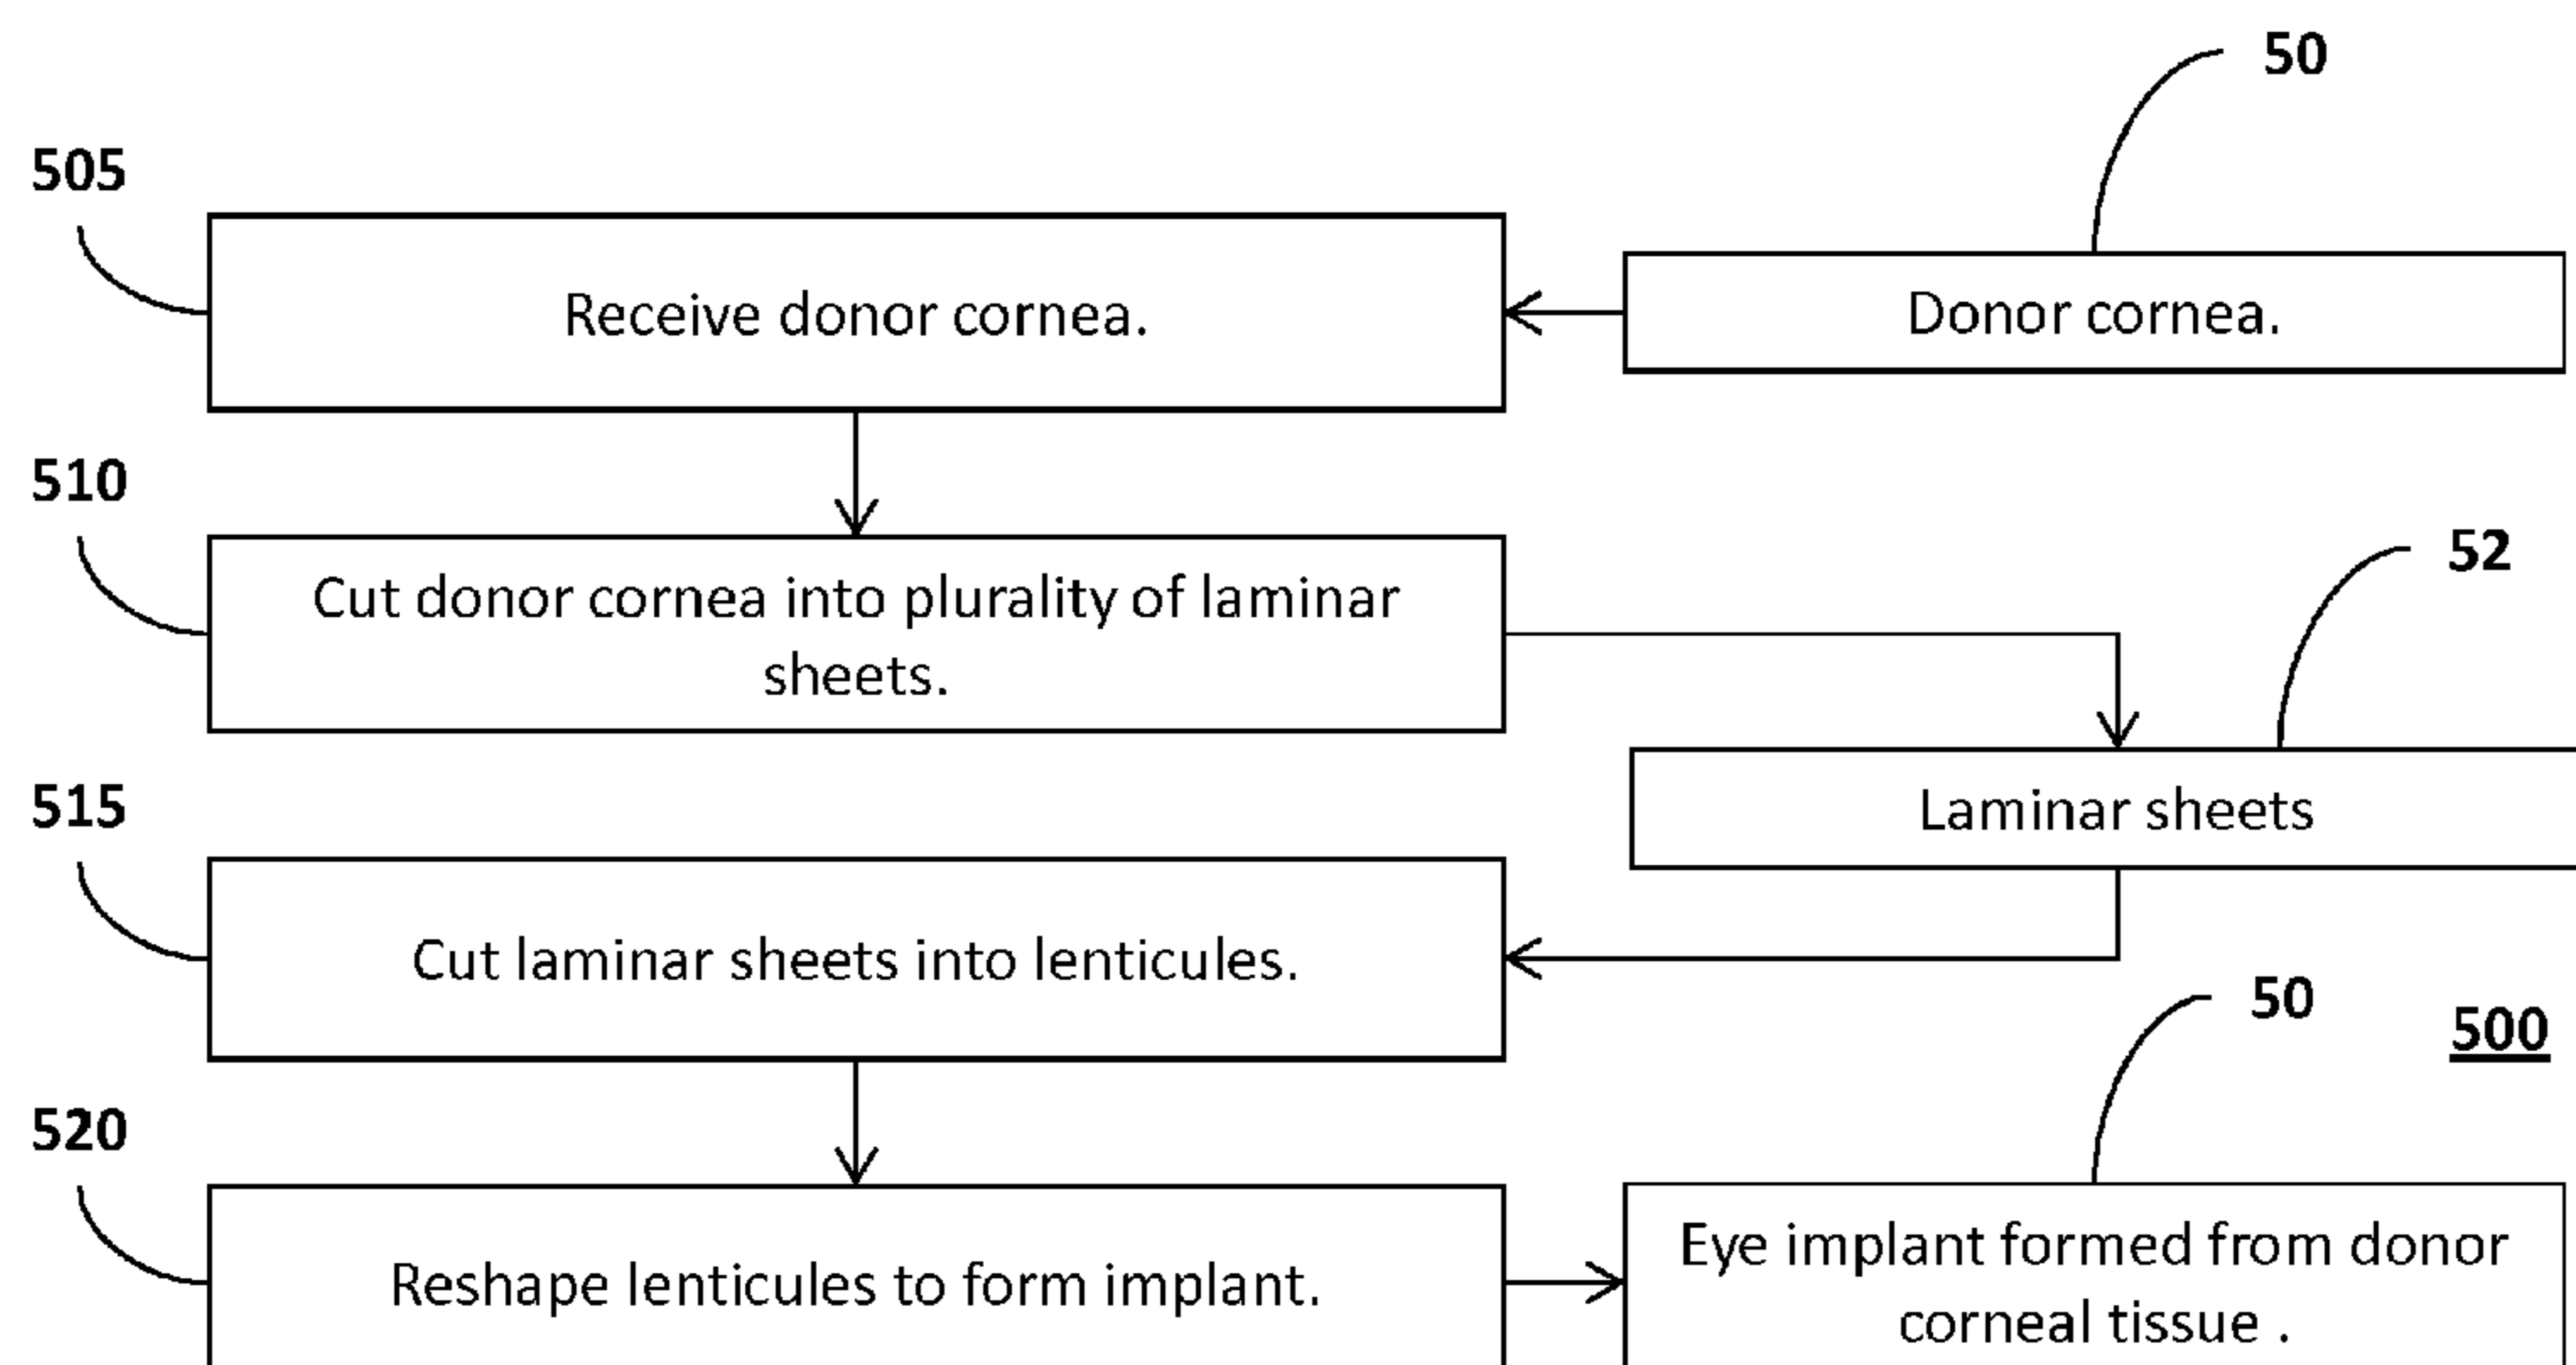 50
505
Receive donor cornea.
Donor cornea.
510
Cut donor cornea into plurality of laminar
sheets.
52
Laminar sheets
515
Cut laminar sheets into lenticules.
50
500
520
Reshape lenticules to form implant.
Eye implant formed from donor
corneal tissue .